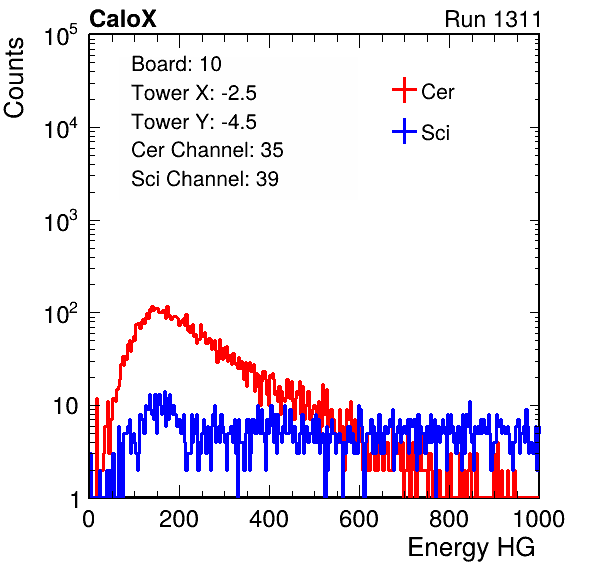 CaloX Run 1311
Counts
10^5
10^4
10^3
10^2
10
1
Board: 10
Tower X: -2.5
Tower Y: -4.5
Cer Channel: 35
Sci Channel: 39
Cer
Sci
0 200 400 600 800 1000
Energy HG